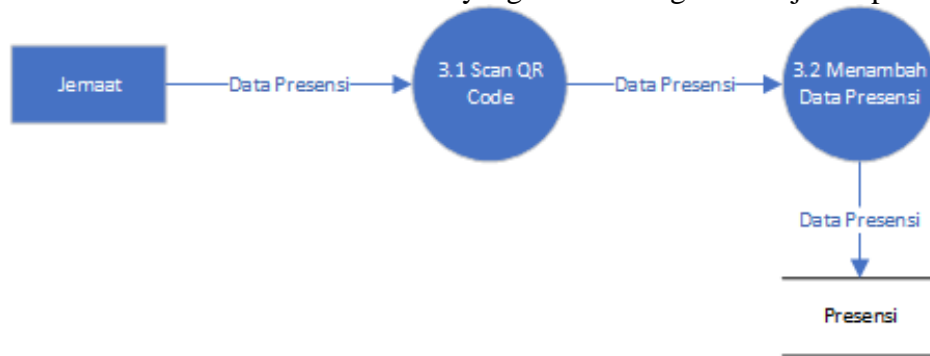 Jemaat
Data Presensi
3.1 Scan QR
Code
Data Presensi
3.2 Menambah
Data Presensi
Data Presensi
Presensi